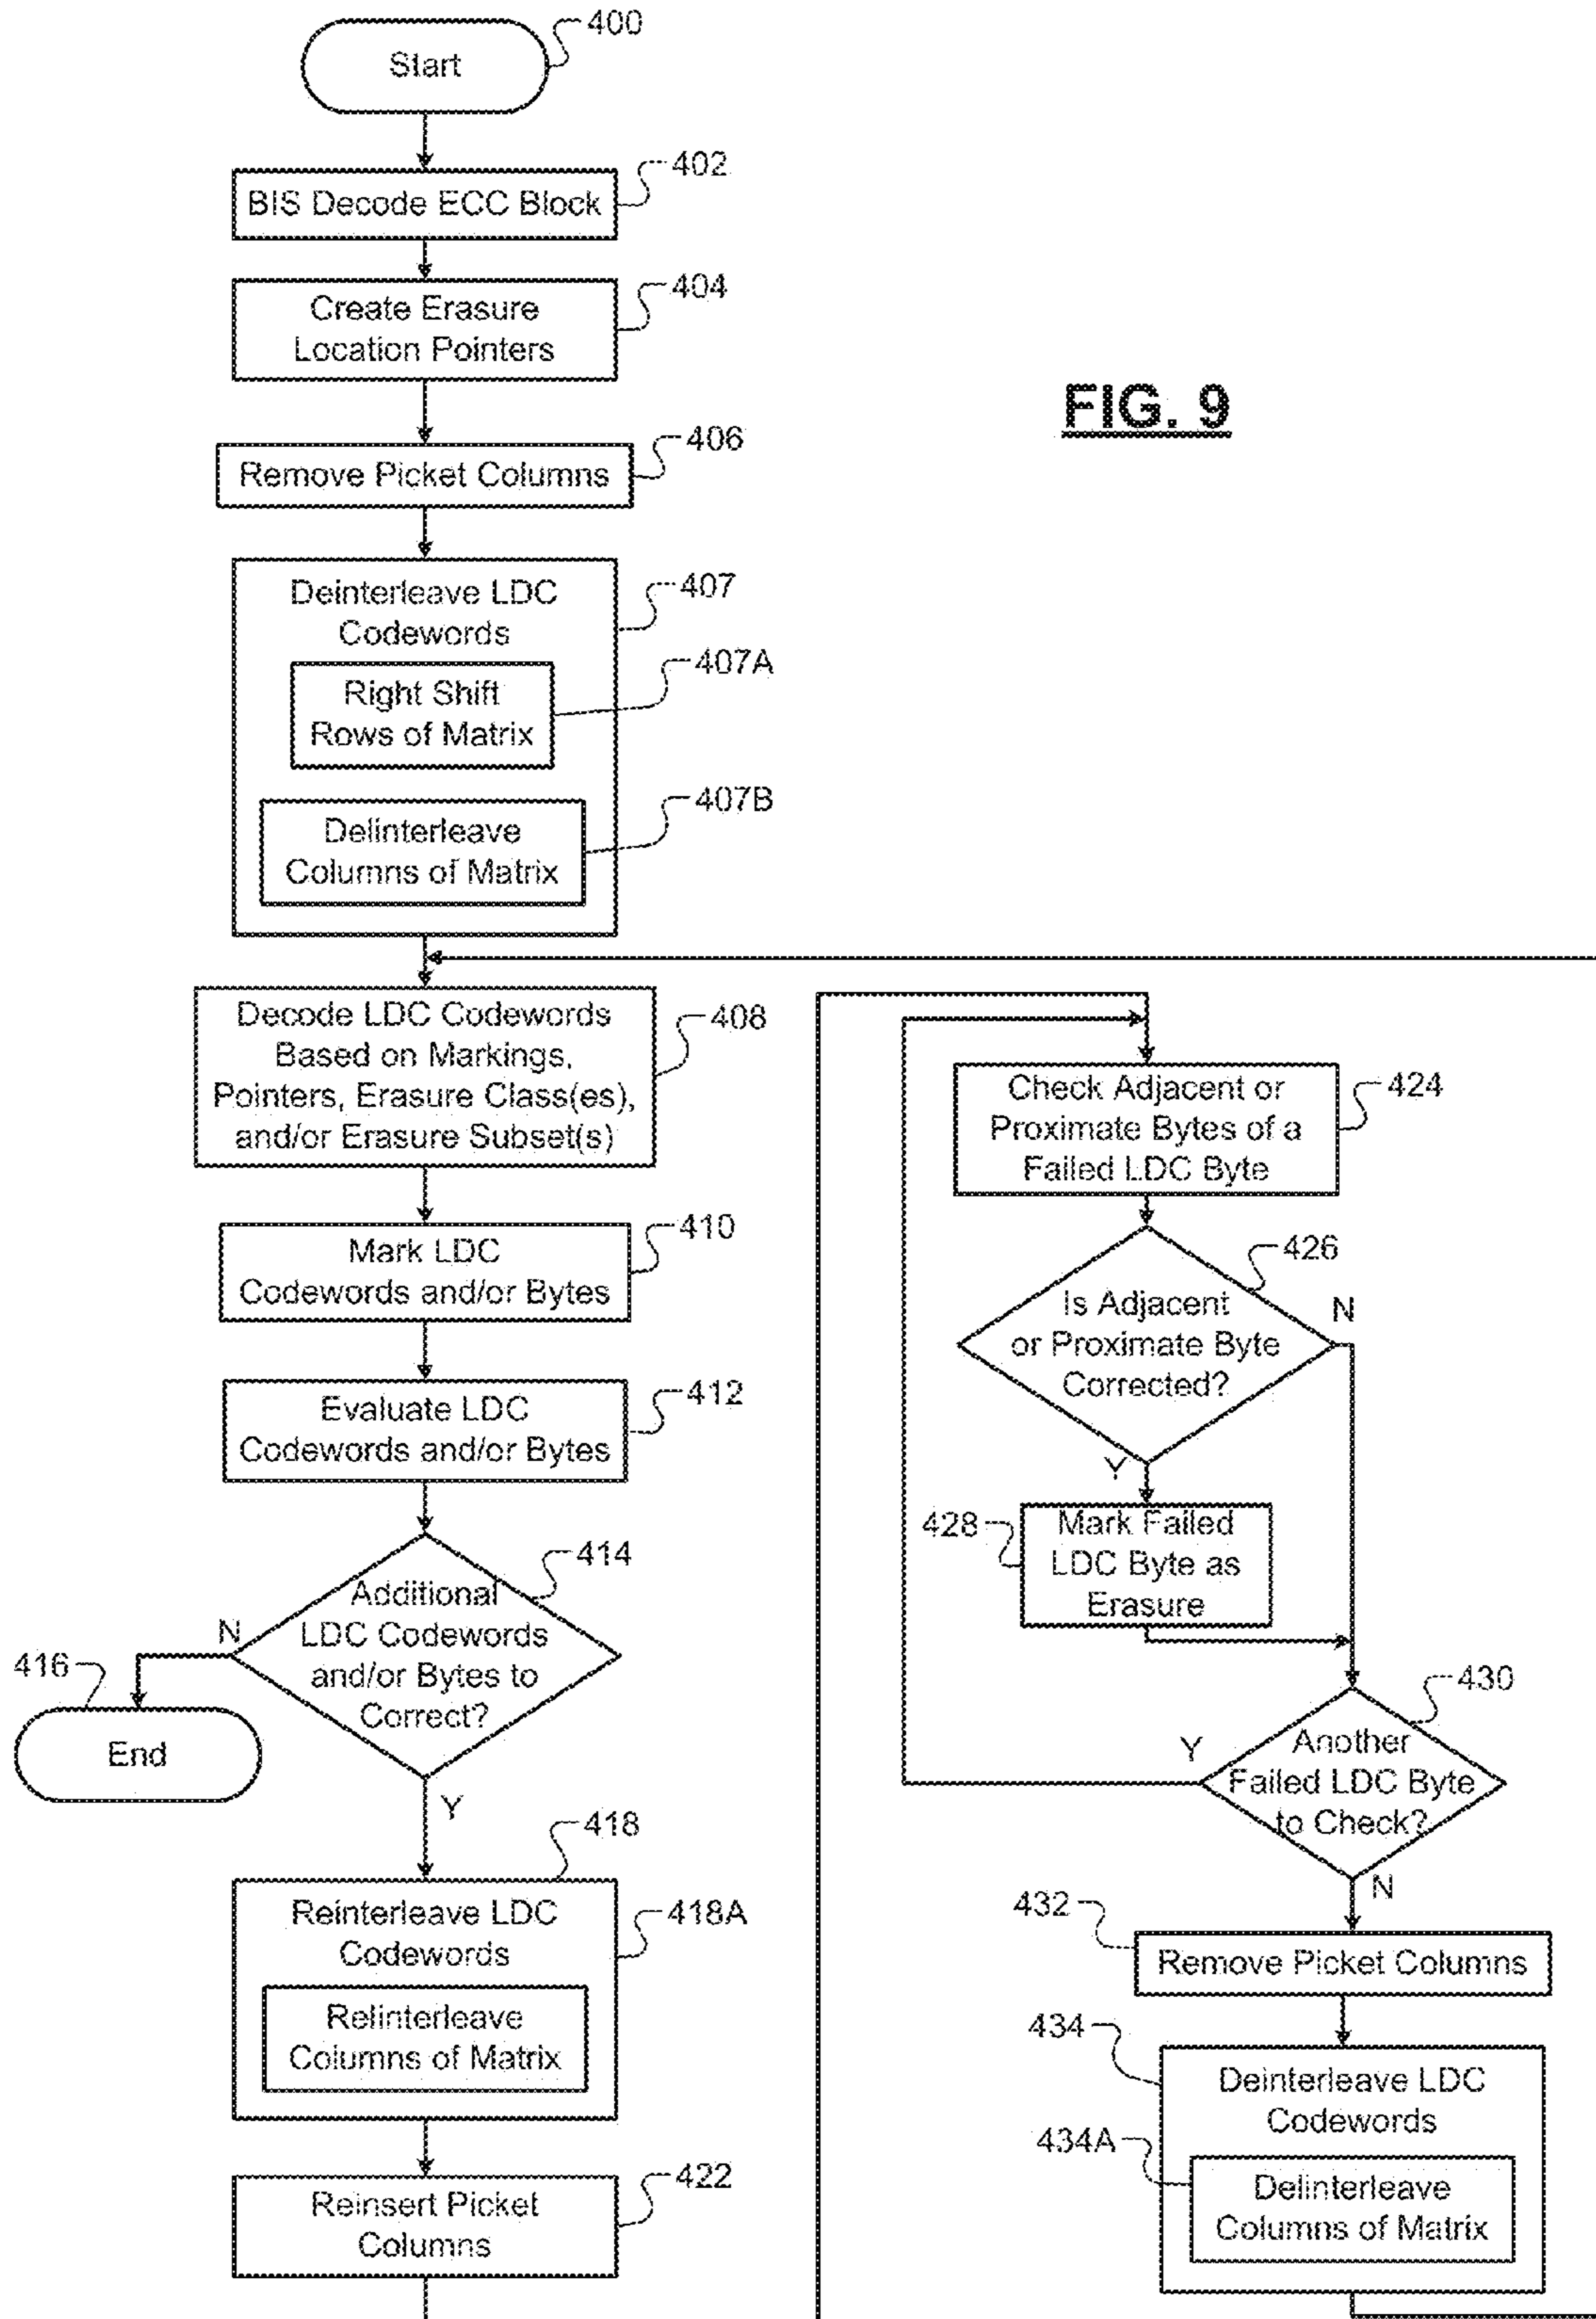 400
Start
402
BIS Decode ECC Block
404
Create Erasure
Location Pointers
FIG. 9
406
Remove Picket Columns
407
Deinterleave LDC
Codewords
407A
Right Shift
Rows of Matrix
407B
Delinterleave
Columns of Matrix
408
Decode LDC Codewords
Based on Markings,
Pointers, Erasure Class(es),
and/or Erasure Subset(s)
410
Mark LDC
Codewords and/or Bytes
412
Evaluate LDC
Codewords and/or Bytes
414
Additional
LDC Codewords
and/or Bytes to
Correct?
N
416
End
Y
418
Reinterleave LDC
Codewords
418A
Relinterleave
Columns of Matrix
422
Reinsert Picket
Columns
424
Check Adjacent or
Proximate Bytes of a
Failed LDC Byte
426
Is Adjacent
or Proximate Byte
Corrected?
N
Y
428
Mark Failed
LDC Byte as
Erasure
430
Another
Failed LDC Byte
to Check?
Y
N
432
Remove Picket Columns
434
Deinterleave LDC
Codewords
434A
Delinterleave
Columns of Matrix